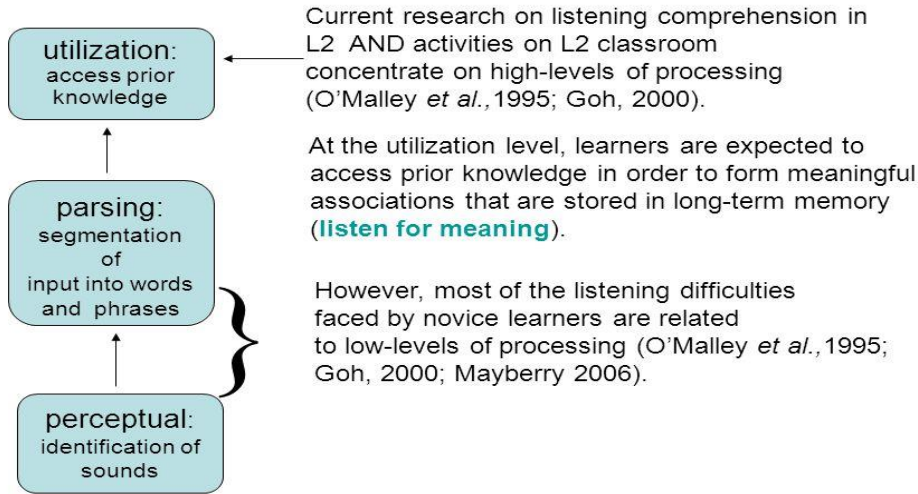 utilization:
access prior
knowledge
Current research on listening comprehension in
L2 AND activities on L2 classroom
concentrate on high-levels of processing
(O'Malley et al.,1995; Goh, 2000).
At the utilization level, learners are expected to
access prior knowledge in order to form meaningful
associations that are stored in long-term memory
(listen for meaning).
parsing:
segmentation
of
input into words
and phrases
However, most of the listening difficulties
faced by novice learners are related
to low-levels of processing (O'Malley et al.,1995;
Goh, 2000; Mayberry 2006).
perceptual:
identification of
sounds